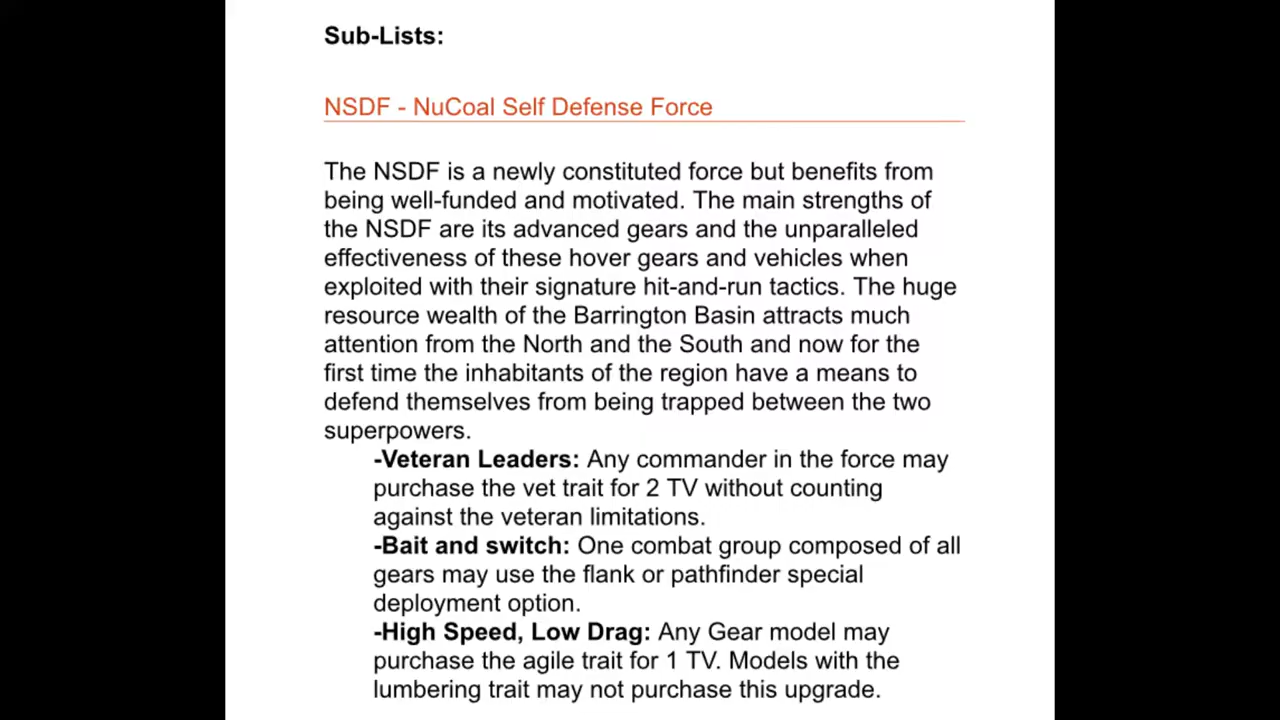 Sub-Lists:
NSDF - NuCoal Self Defense Force
The NSDF is a newly constituted force but benefits from
being well-funded and motivated. The main strengths of
the NSDF are its advanced gears and the unparalleled
effectiveness of these hover gears and vehicles when
exploited with their signature hit-and-run tactics. The huge
resource wealth of the Barrington Basin attracts much
attention from the North and the South and now for the
first time the inhabitants of the region have a means to
defend themselves from being trapped between the two
superpowers.
-Veteran Leaders: Any commander in the force may
purchase the vet trait for 2 TV without counting
against the veteran limitations.
-Bait and switch: One combat group composed of all
gears may use the flank or pathfinder special
deployment option.
-High Speed, Low Drag: Any Gear model may
purchase the agile trait for 1 TV. Models with the
lumbering trait may not purchase this upgrade.